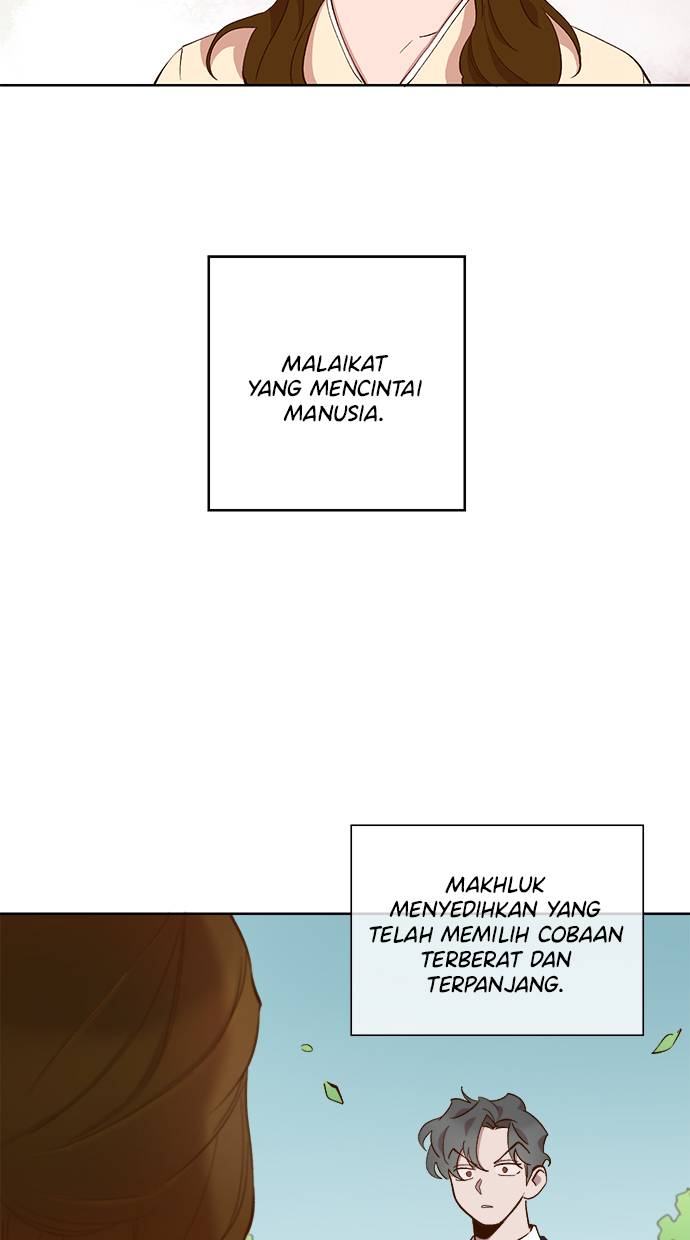 MALAIKAT
YANG MENCINTAI
MANUSIA.
MAKHLUK
MENYEDIHKAN YANG
TELAH MEMILIH COBAAN
TERBERAT DAN
TERPANJANG.